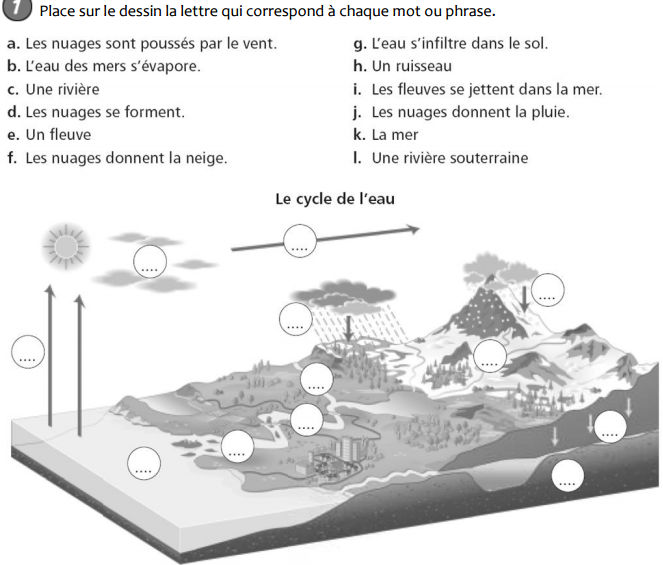 1 Place sur le dessin la lettre qui correspond à chaque mot ou phrase.
a. Les nuages sont poussés par le vent.
b. L'eau des mers s'évapore.
c. Une rivière
d. Les nuages se forment.
e. Un fleuve
f. Les nuages donnent la neige.
g. L'eau s'infiltre dans le sol.
h. Un ruisseau
i. Les fleuves se jettent dans la mer.
j. Les nuages donnent la pluie.
k. La mer
l. Une rivière souterraine
Le cycle de l'eau
....
....
....
....
....
....
....
....
....
....
....
....